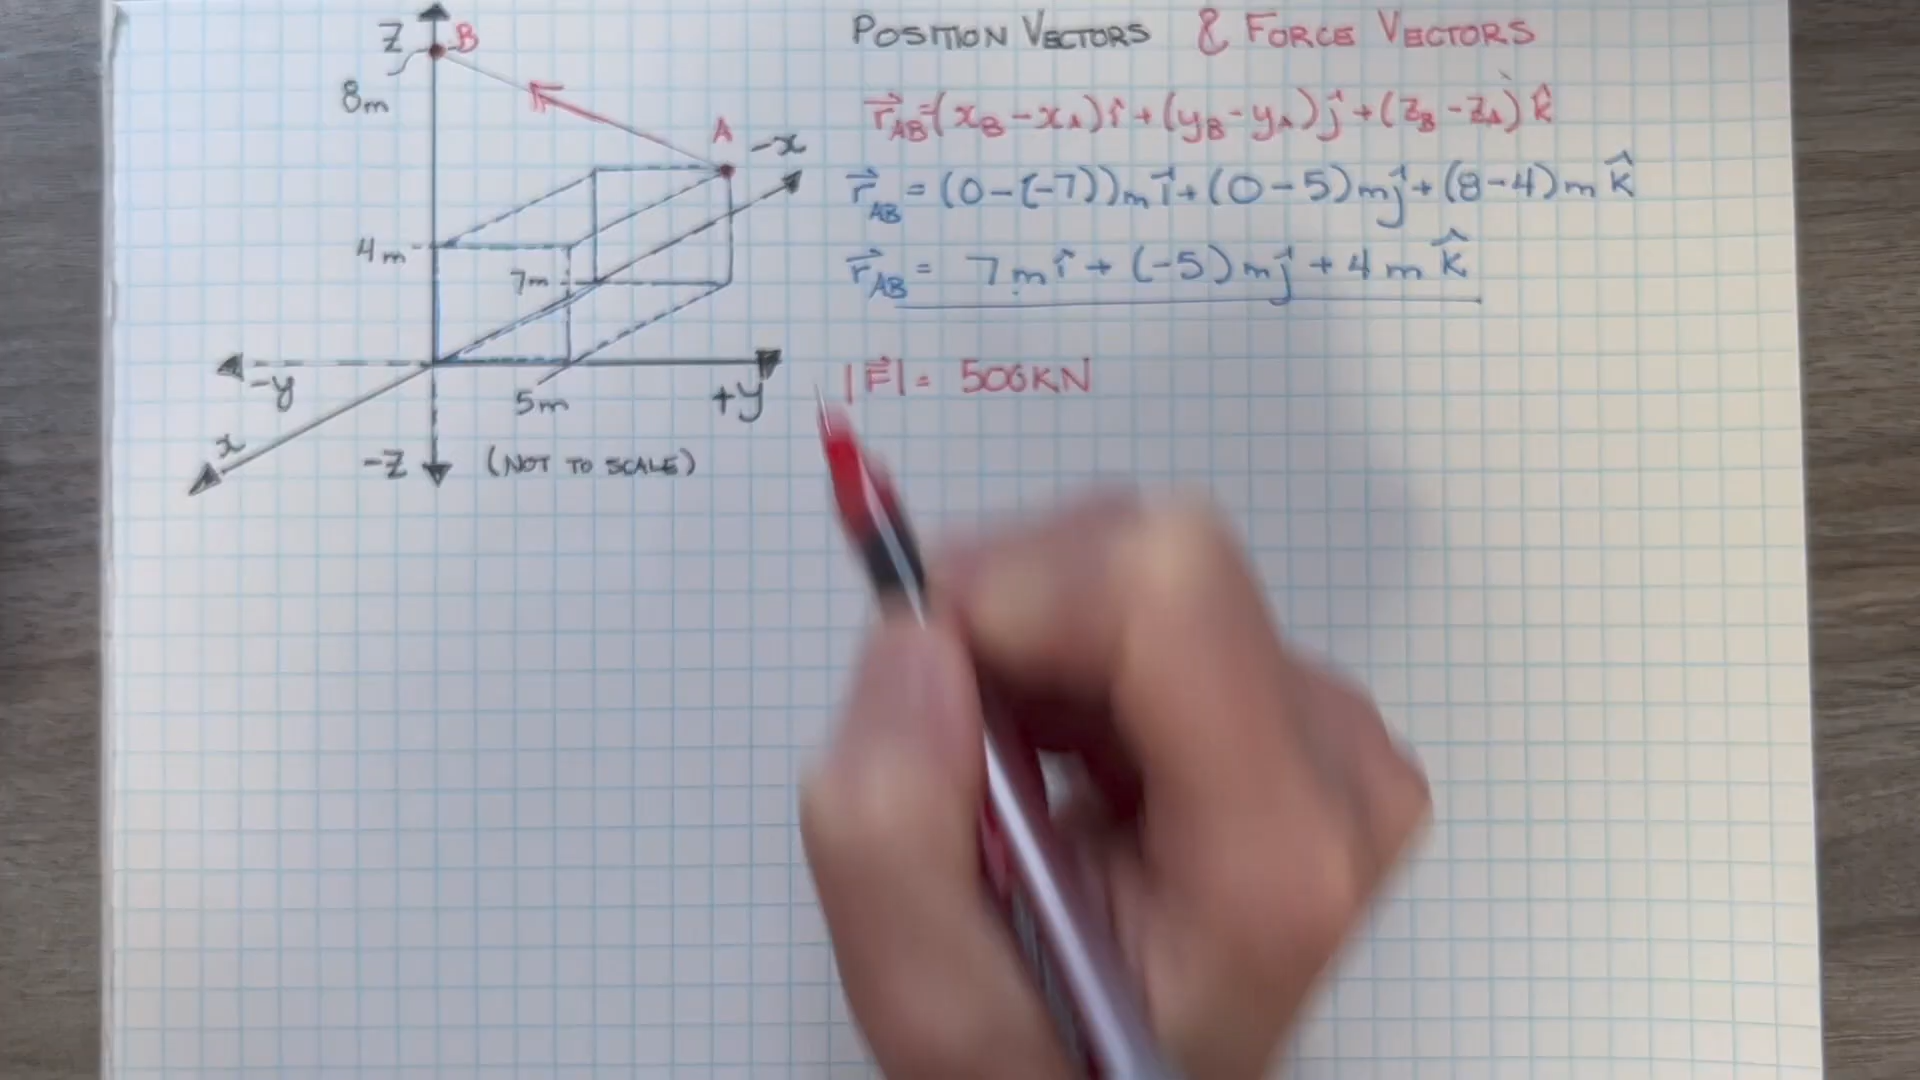 POSITION VECTORS & FORCE VECTORS
Z B
8m
A
-x
4m
7m
-y
5m
+y
x
-Z (NOT TO SCALE)
r⃗AB=(xB-xA)î+(yB-yA)ĵ+(zB-zA)k̂
r⃗AB = (0-(-7))m î+(0-5)m ĵ+(8-4)m k̂
r⃗AB = 7m î + (-5)m ĵ + 4m k̂
|F⃗| = 500KN